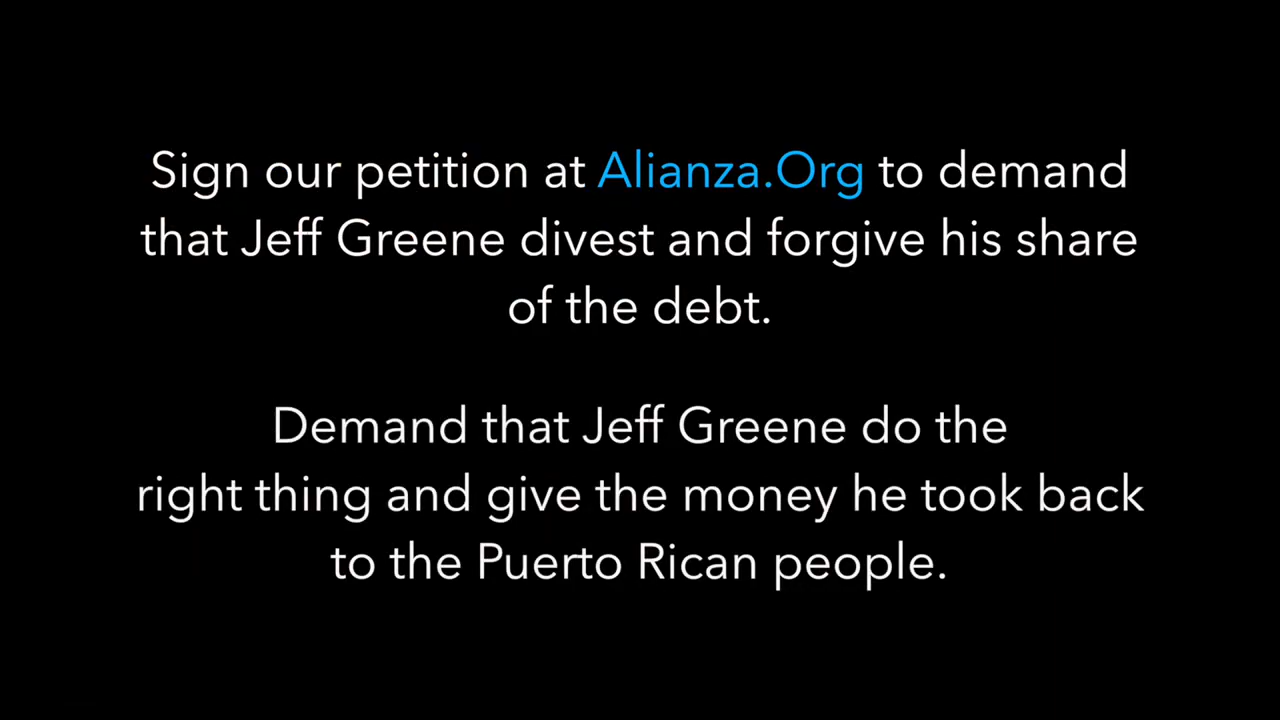 Sign our petition at Alianza.Org to demand
that Jeff Greene divest and forgive his share
of the debt.
Demand that Jeff Greene do the
right thing and give the money he took back
to the Puerto Rican people.